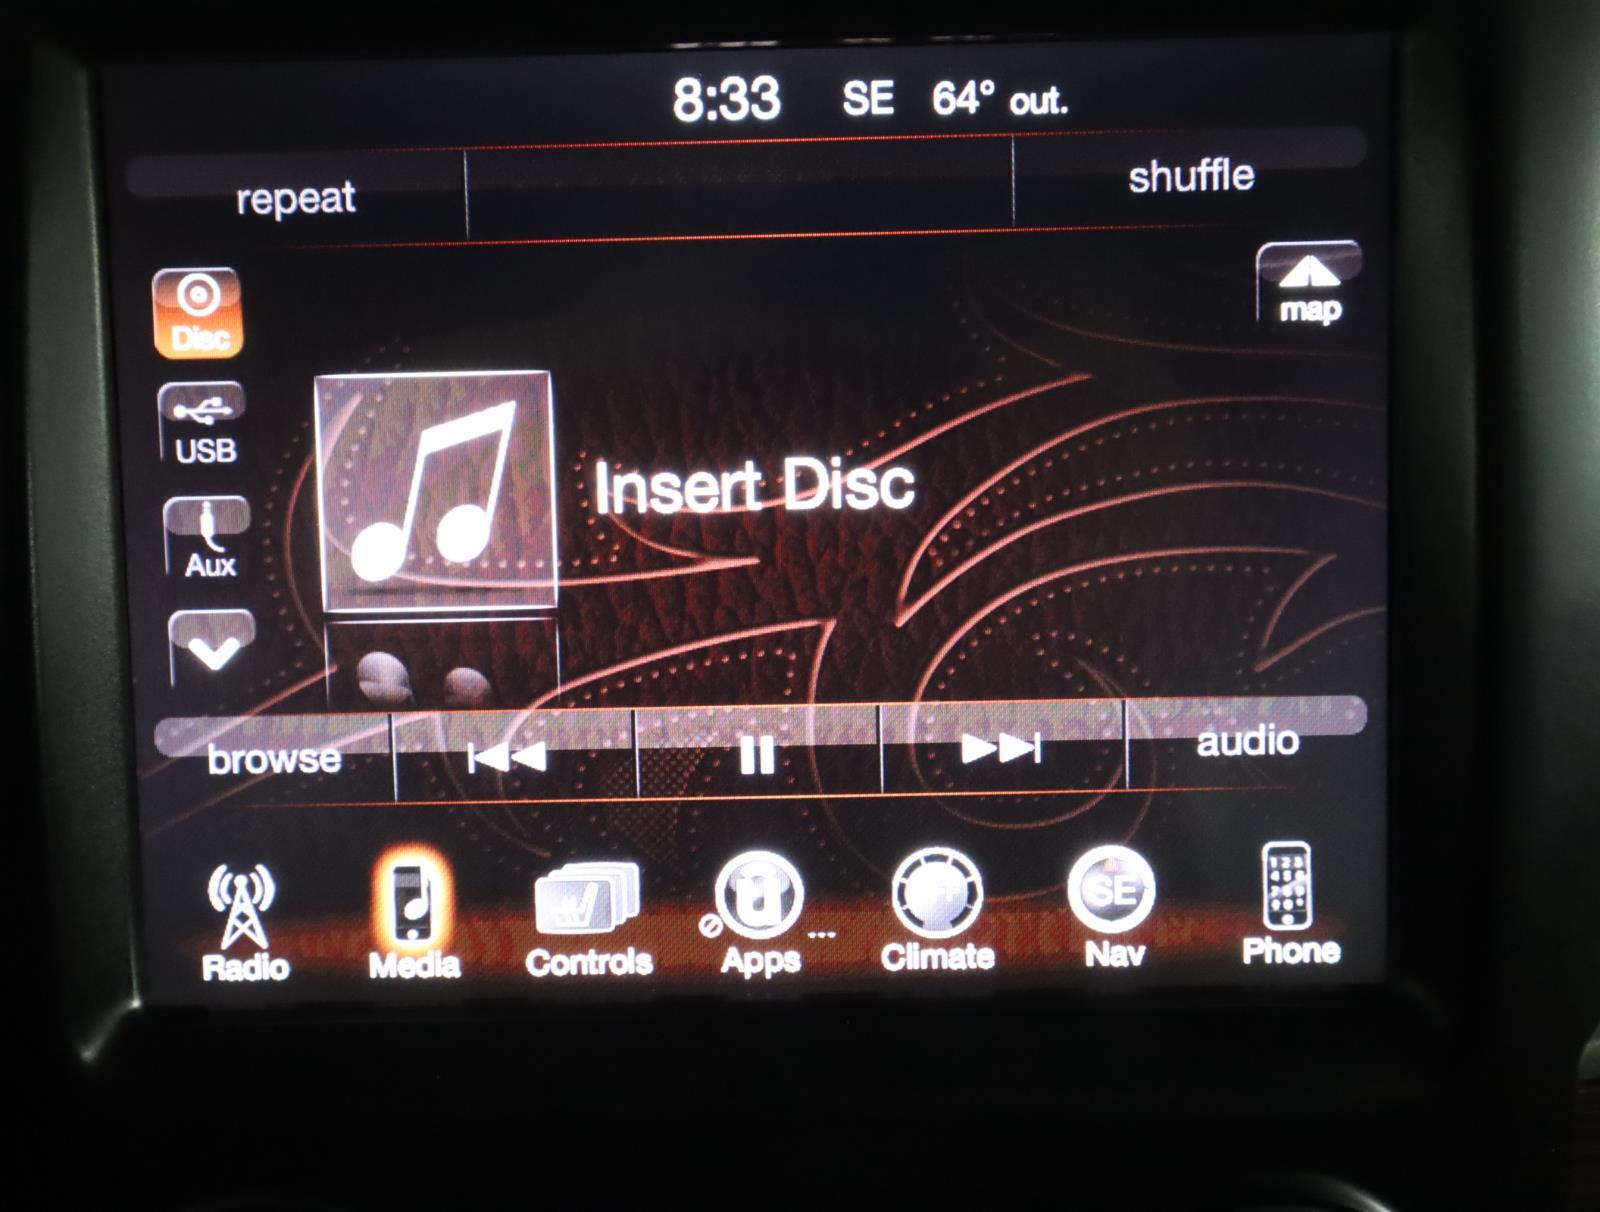 8:33 SE 64° out.
repeat
shuffle
Disc
map
USB
Aux
Insert Disc
browse
audio
SE
Radio
Media
Controls
Apps
...
Climate
Nav
Phone